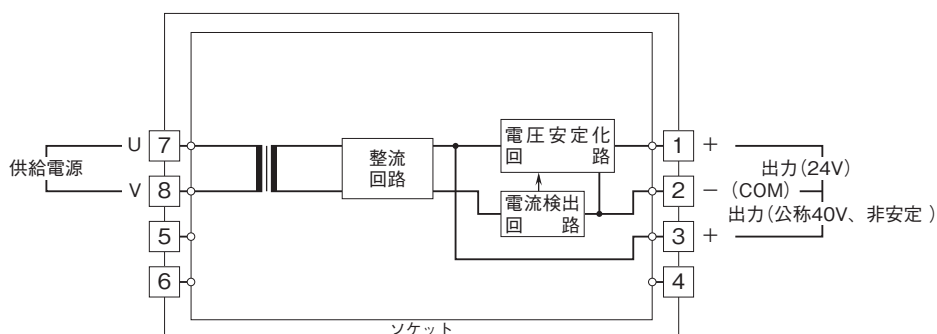 供給電源
U
V
7
8
5
6
整流
回路
電圧安定化
回 路
電流検出
回 路
1
2
3
4
+
−
+
出力(24V)
(COM)
出力(公称40V、非安定 )
ソケット